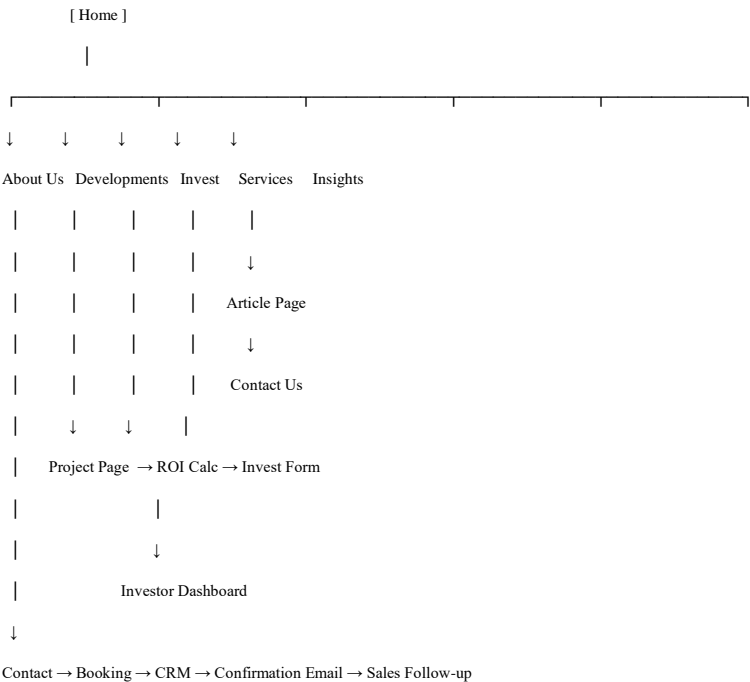 [ Home ]
About Us Developments Invest Services Insights
Article Page
Contact Us
Project Page → ROI Calc → Invest Form
Investor Dashboard
Contact → Booking → CRM → Confirmation Email → Sales Follow-up